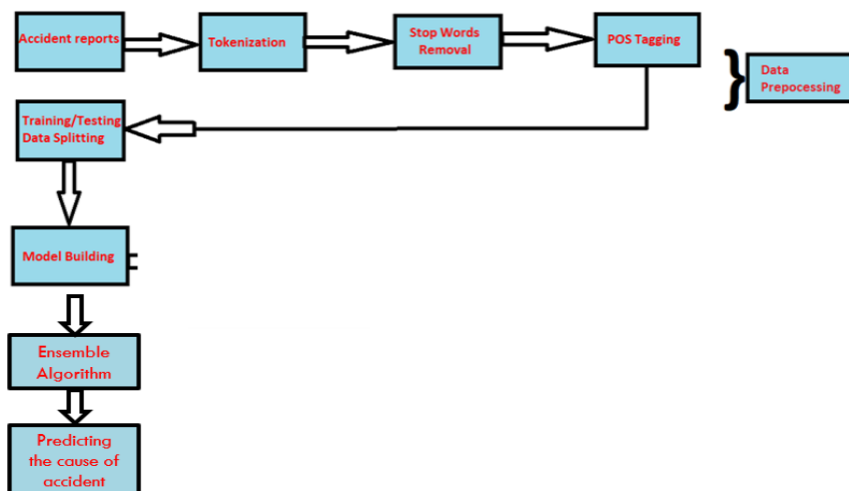 Accident reports
Tokenization
Stop Words
Removal
POS Tagging
Data
Prepocessing
Training/Testing
Data Splitting
Model Building
Ensemble
Algorithm
Predicting
the cause of
accident